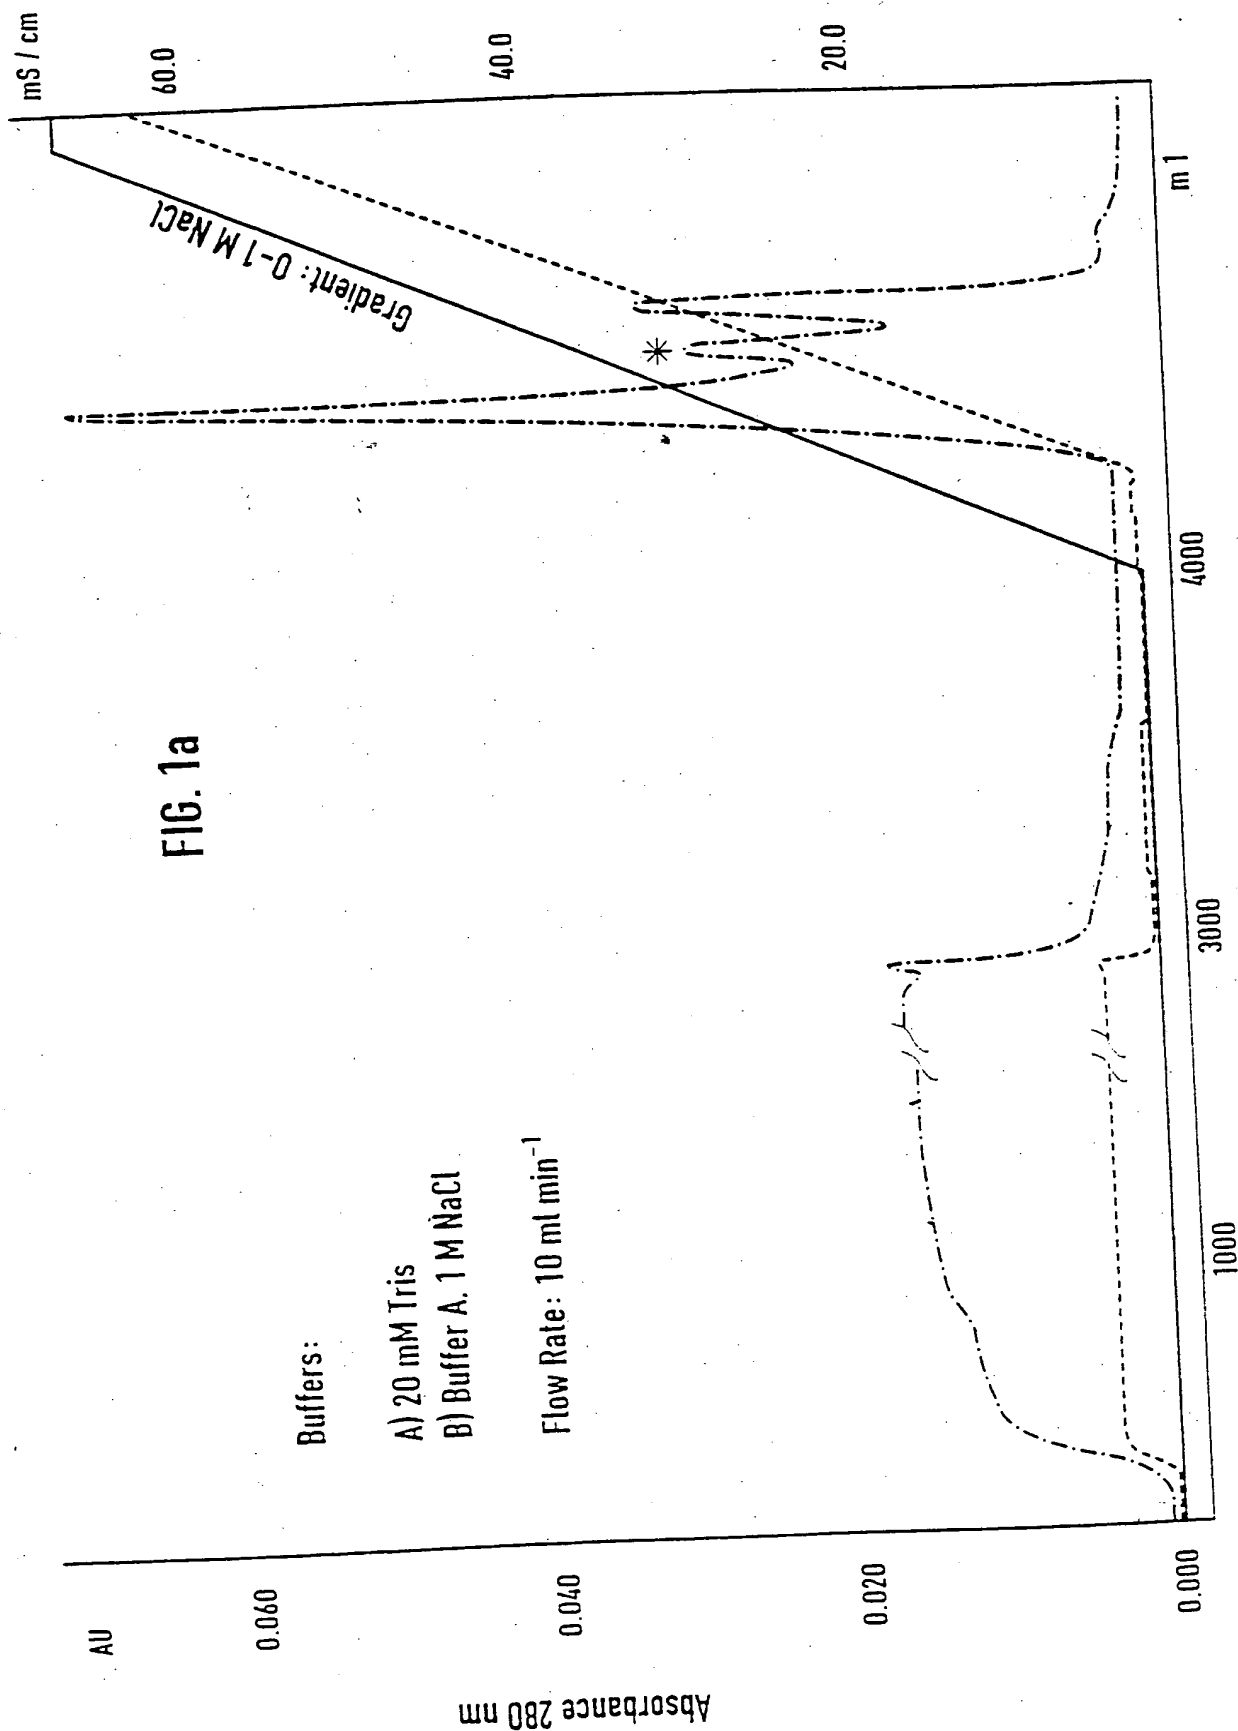 FIG. 1a
AU
mS / cm
0.060
0.040
0.020
0.000
Absorbance 280 nm
60.0
40.0
20.0
Buffers:
A) 20 mM Tris
B) Buffer A. 1 M NaCl
Flow Rate: 10 ml min⁻¹
Gradient: 0-1 M NaCl
*
1000
3000
4000
m l